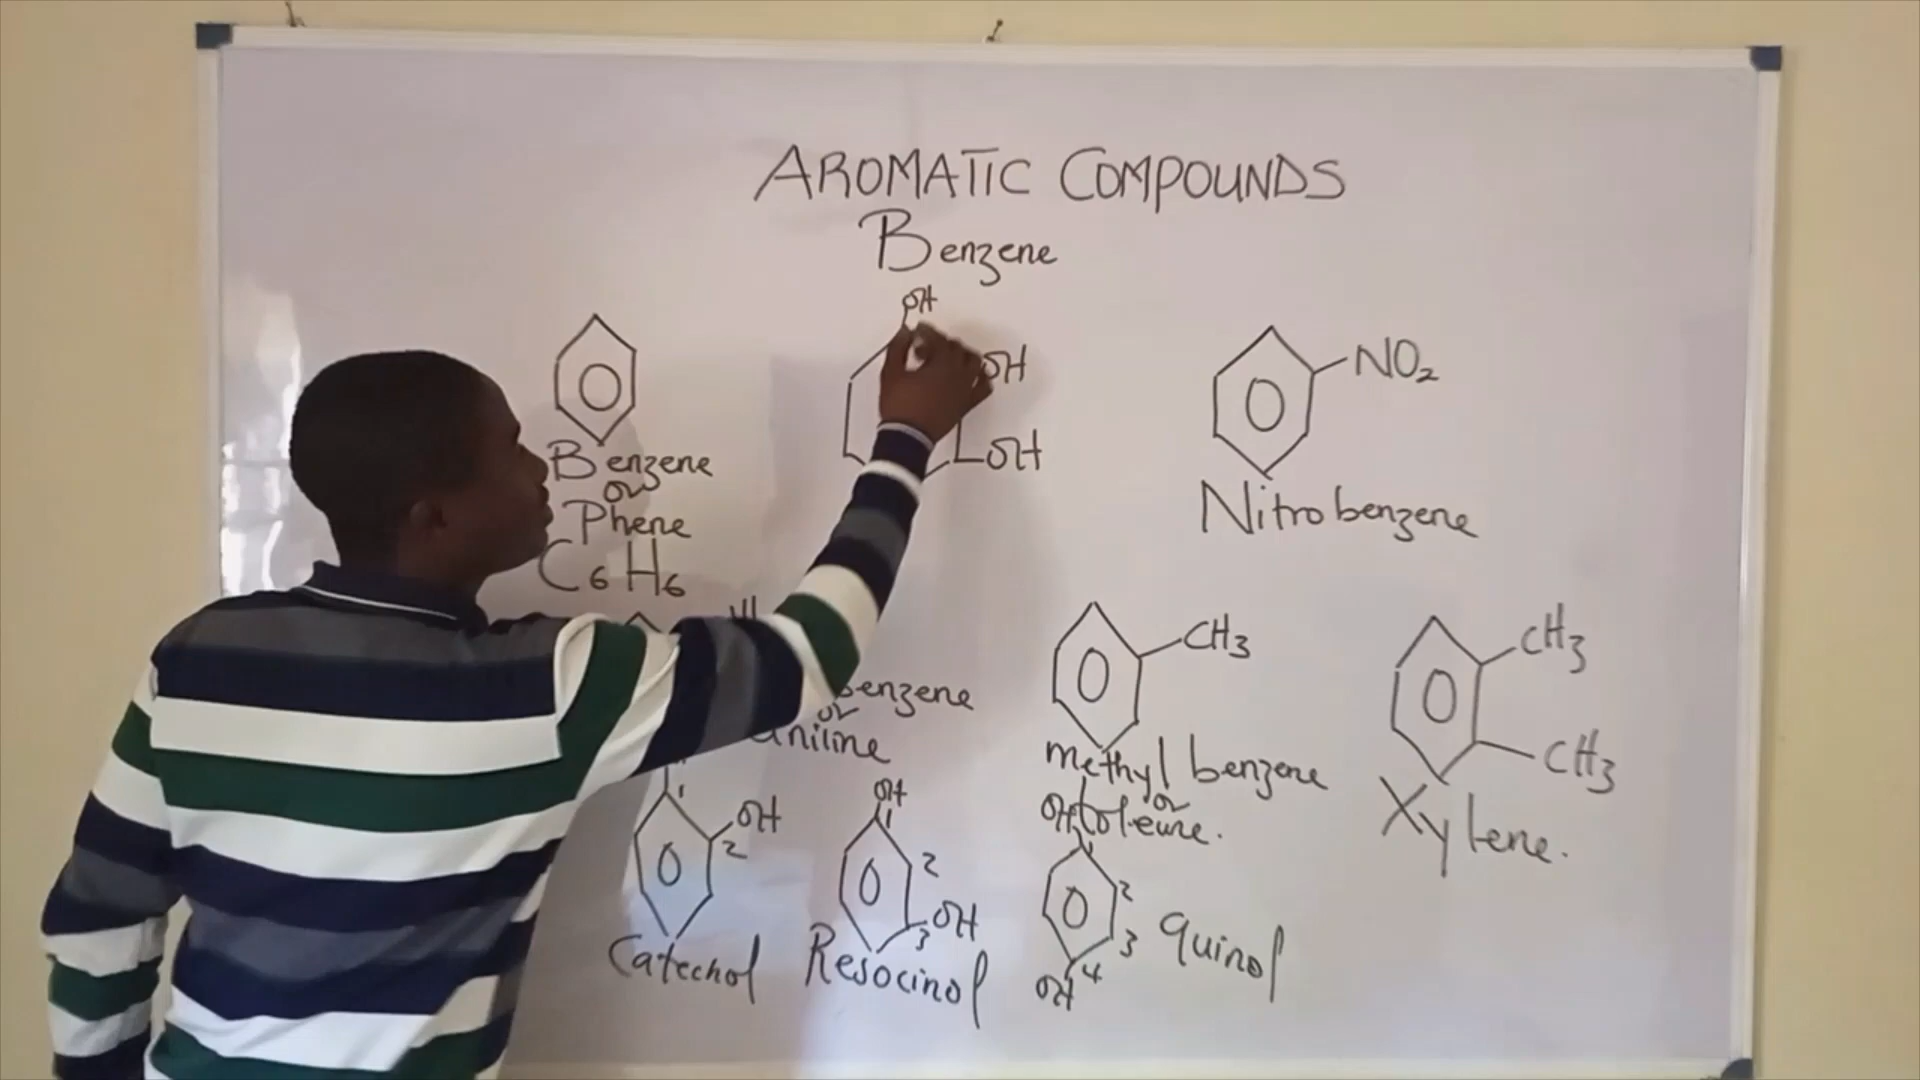 AROMATIC COMPOUNDS
Benzene
OH
OH
OH
Benzene
or
Phene
C6H6
NO2
Nitrobenzene
benzene
or
aniline
CH3
methyl benzene
or
toleune.
CH3
CH3
Xylene.
1
OH
2
Catechol
OH
1
2
3
OH
Resocinol
OH
1
2
3
4
OH
quinol